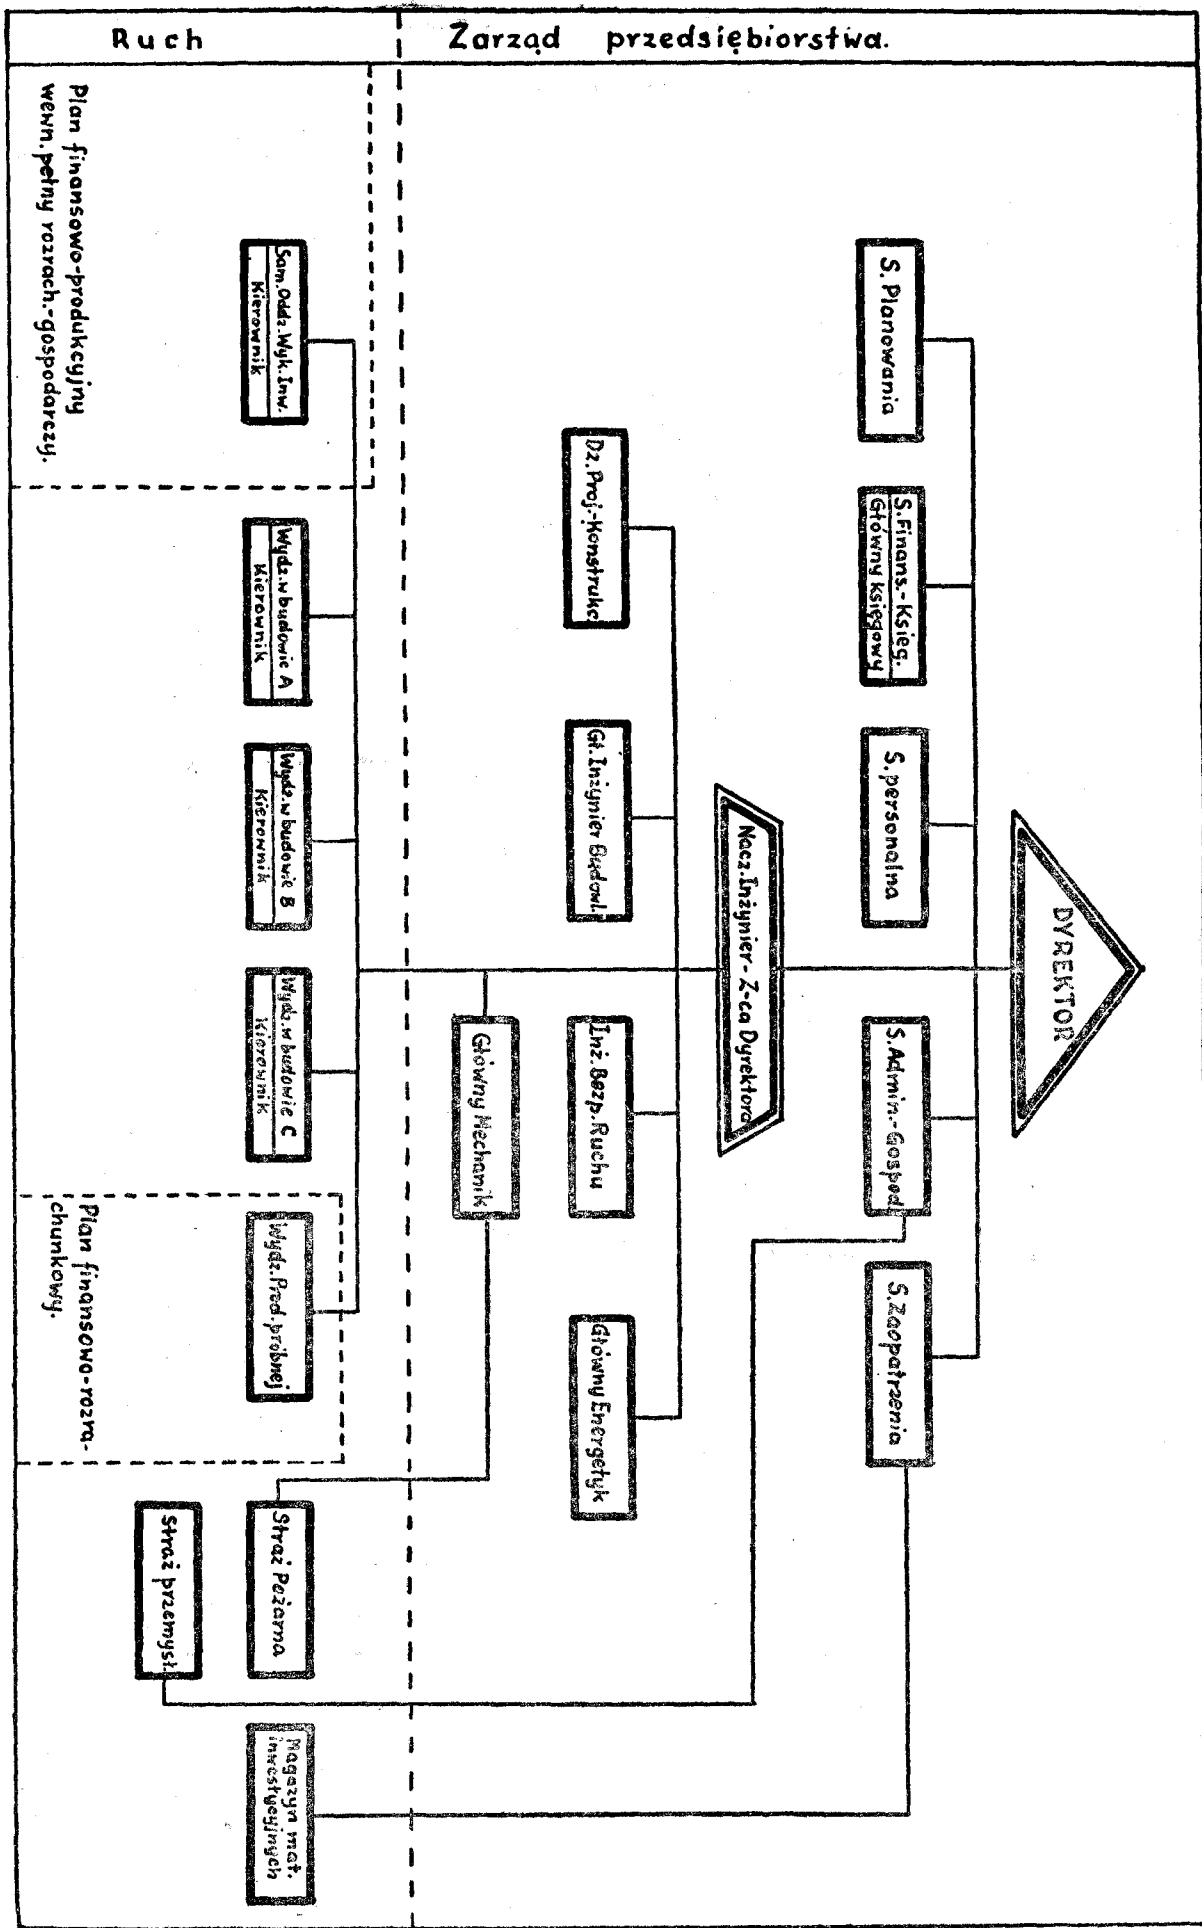 Zarząd przedsiębiorstwa.
Ruch
DYREKTOR
S. Planowania
S.Finans.-Księg.
Główny księgowy
S.personalna
S.Admin.-Gospod
S.Zaopatrzenia
Nacz.Inżynier-Z-ca Dyrektora
Dz.Proj.-Konstrukc.
Gł.Inżynier Budowl.
Inż.Bezp.Ruchu
Główny Energetyk
Główny Mechanik
Sam.Oddz.Wyk.Inw.
Kierownik
Wydz.w budowie A
Kierownik
Wydz.w budowie B
Kierownik
Wydz.w budowie C
Kierownik
Wydz.Prod.próbnej
Straż Pożarna
Magazyn mat.
inwestycyjnych
Straż przemysł.
Plan finansowo-produkcyjny
wewn.pełny rozrach.-gospodarczy.
Plan finansowo-rozra-
chunkowy.